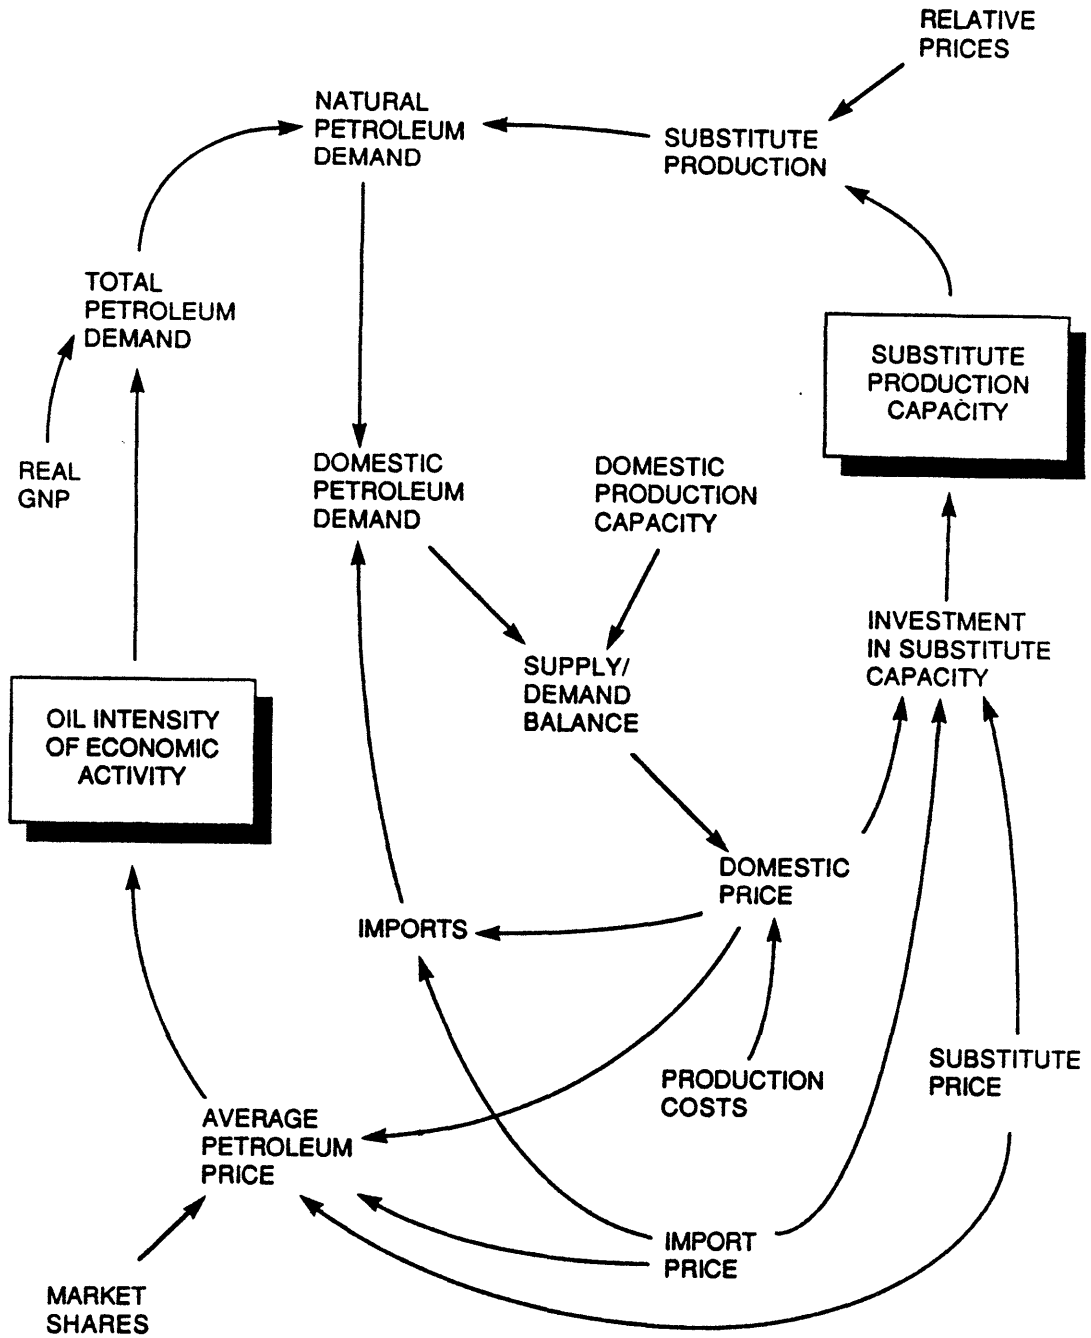 RELATIVE
PRICES
NATURAL
PETROLEUM
DEMAND
SUBSTITUTE
PRODUCTION
TOTAL
PETROLEUM
DEMAND
SUBSTITUTE
PRODUCTION
CAPACITY
REAL
GNP
DOMESTIC
PETROLEUM
DEMAND
DOMESTIC
PRODUCTION
CAPACITY
INVESTMENT
IN SUBSTITUTE
CAPACITY
SUPPLY/
DEMAND
BALANCE
OIL INTENSITY
OF ECONOMIC
ACTIVITY
DOMESTIC
PRICE
IMPORTS
PRODUCTION
COSTS
SUBSTITUTE
PRICE
AVERAGE
PETROLEUM
PRICE
IMPORT
PRICE
MARKET
SHARES